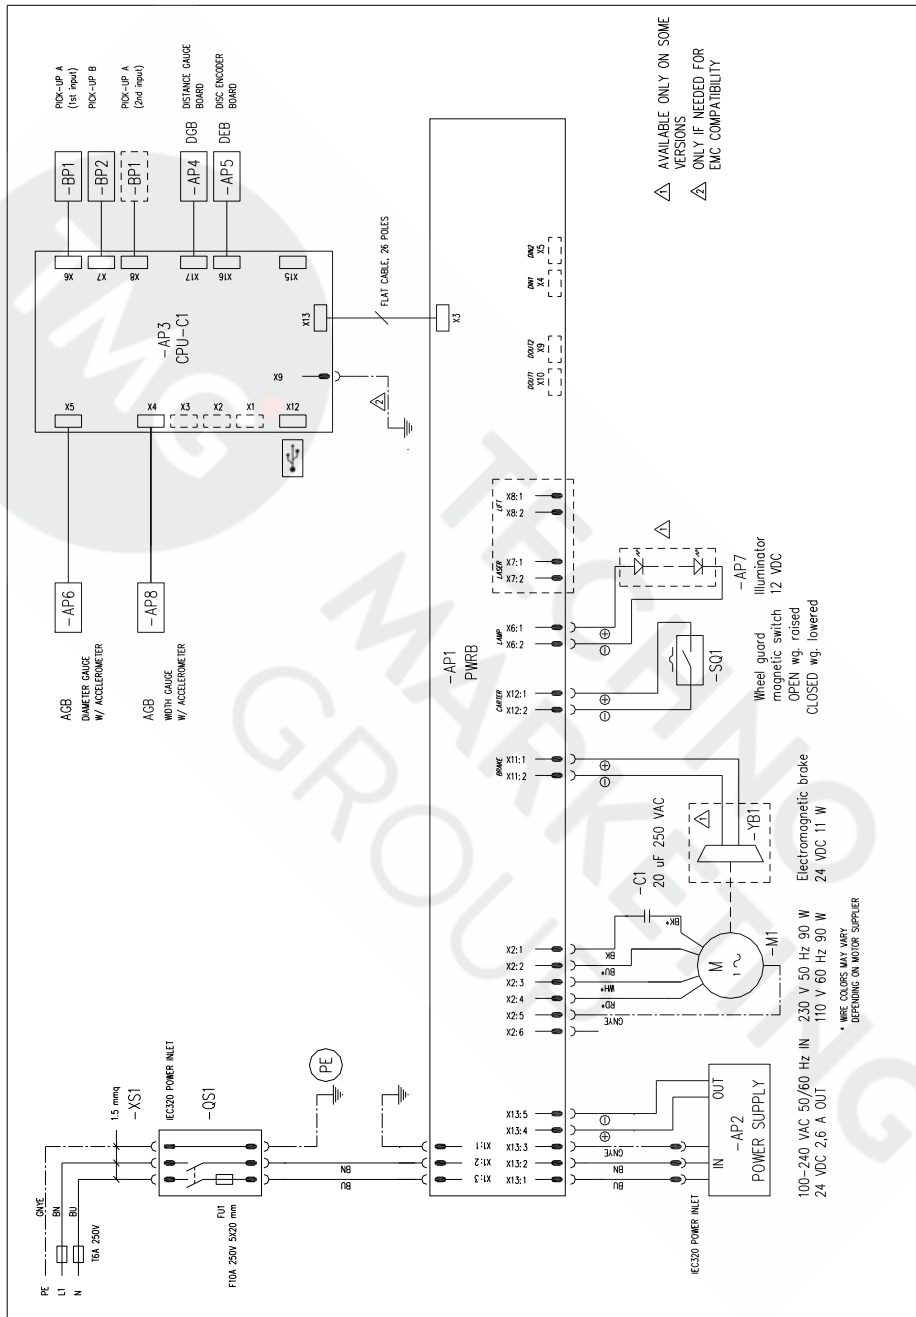 PICK-UP A
(1st input)
PICK-UP B
PICK-UP A
(2nd input)
DISTANCE GAUGE
BOARD
DISC ENCODER
BOARD
DGB
DEB
-BP1
-BP2
-BP1
-AP4
-AP5
X6
X7
X8
X17
X16
X15
-AP3
CPU-C1
X13
X9
X5
X4
X3
X2
X1
X12
FLAT CABLE, 26 POLES
X3
2
-AP6
-AP8
AGB
DIAMETER GAUGE
W/ ACCELEROMETER
AGB
WIDTH GAUGE
W/ ACCELEROMETER
1 AVAILABLE ONLY ON SOME
VERSIONS
2 ONLY IF NEEDED FOR
EMC COMPATIBILITY
-AP1
PWRB
DIN2
X5
DIN1
X4
DOUT2
X9
DOUT1
X10
LIFT
X8:1
X8:2
LASER
X7:1
X7:2
LAMP
X6:1
X6:2
CARTER
X12:1
X12:2
BRAKE
X11:1
X11:2
X2:1
X2:2
X2:3
X2:4
X2:5
X2:6
X13:5
X13:4
X13:3
X13:2
X13:1
X1:1
X1:2
X1:3
1
-AP7
Illuminator
12 VDC
-SQ1
Wheel guard
magnetic switch
OPEN wg. raised
CLOSED wg. lowered
1
-YB1
Electromagnetic brake
24 VDC 11 W
-C1
20 uF 250 VAC
BK*
BK
BU*
WH*
RD*
GNYE
M
1~
-M1
230 V 50 Hz 90 W
110 V 60 Hz 90 W
* WIRE COLORS MAY VARY
DEPENDING ON MOTOR SUPPLIER
GNYE
BN
BU
IEC320 POWER INLET
OUT
IN
-AP2
POWER SUPPLY
100-240 VAC 50/60 Hz IN
24 VDC 2,6 A OUT
PE
L1
N
GNYE
BN
BU
T6A 250V
1.5 mmq
-XS1
IEC320 POWER INLET
-QS1
FU1
F10A 250V 5X20 mm
PE
BN
BU
TMG
TECHNO
MARKETING
GROUP